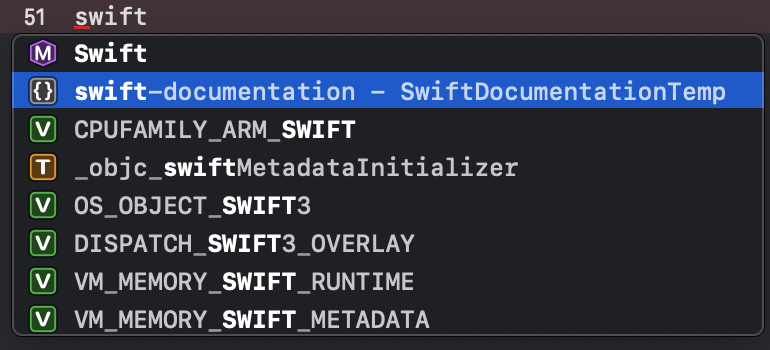 51 swift
M Swift
{} swift-documentation – SwiftDocumentationTemp
V CPUFAMILY_ARM_SWIFT
T _objc_swiftMetadataInitializer
V OS_OBJECT_SWIFT3
V DISPATCH_SWIFT3_OVERLAY
V VM_MEMORY_SWIFT_RUNTIME
V VM_MEMORY_SWIFT_METADATA